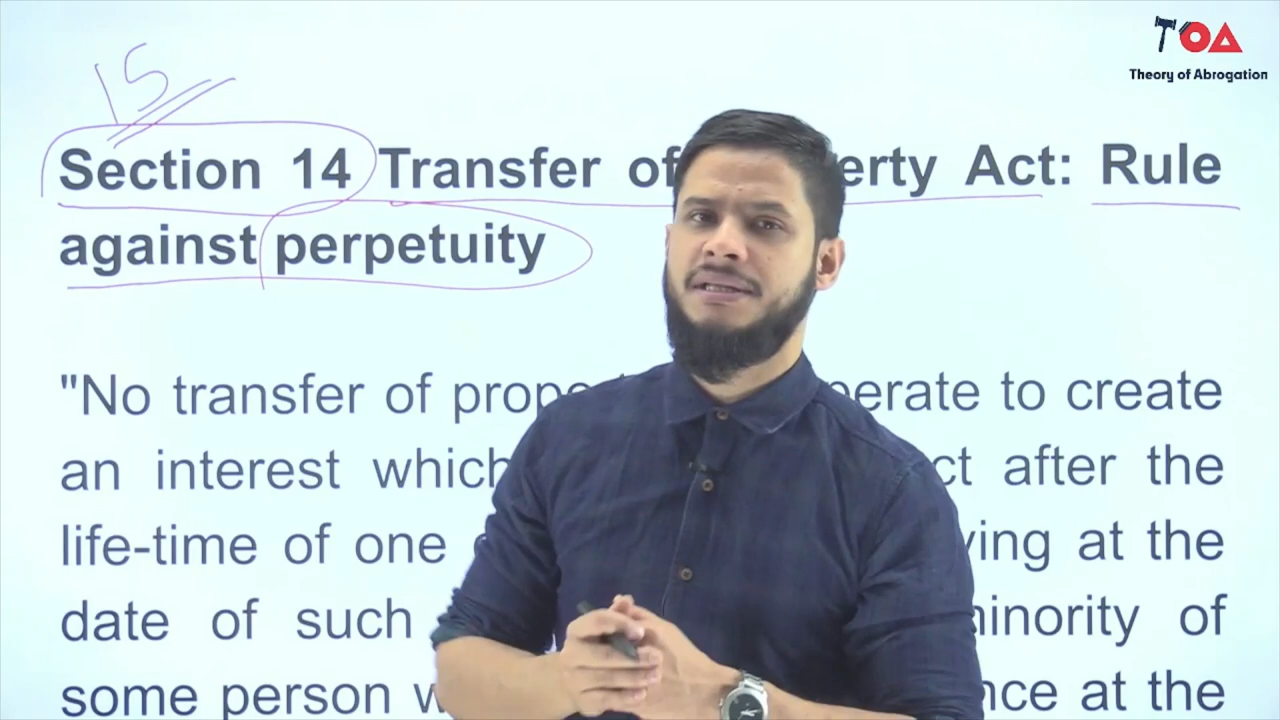 TOA
Theory of Abrogation
15
Section 14 Transfer of erty Act: Rule
against perpetuity
"No transfer of prop erate to create
an interest which ct after the
life-time of one ving at the
date of such minority of
some person nce at the